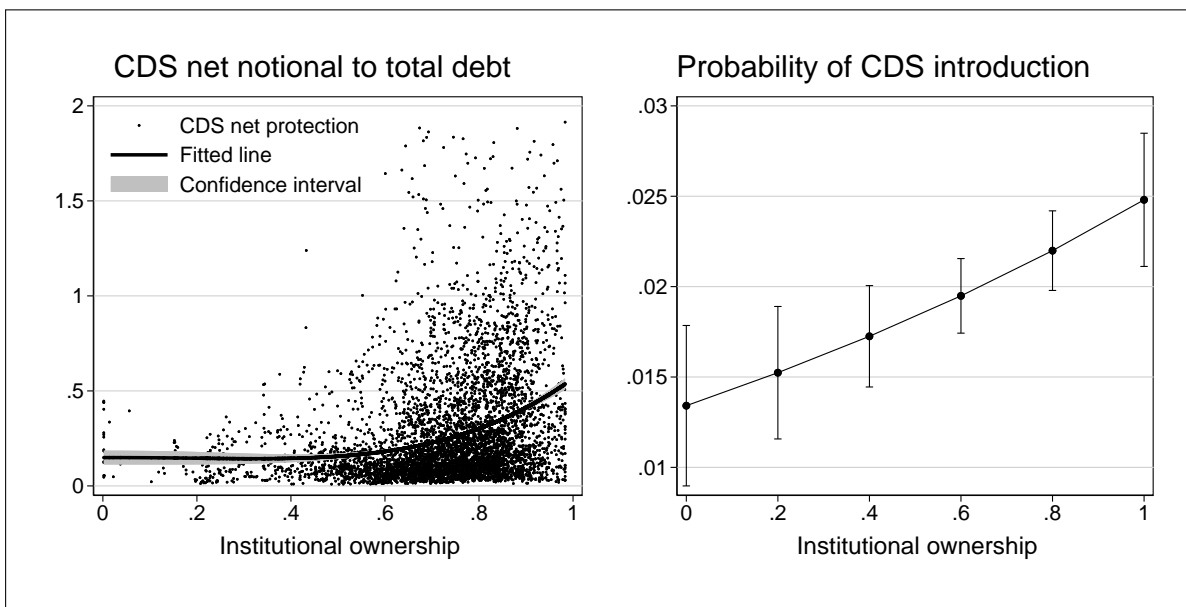 CDS net notional to total debt
2
1.5
1
.5
0
CDS net protection
Fitted line
Confidence interval
0 .2 .4 .6 .8 1
Institutional ownership
Probability of CDS introduction
.03
.025
.02
.015
.01
0 .2 .4 .6 .8 1
Institutional ownership